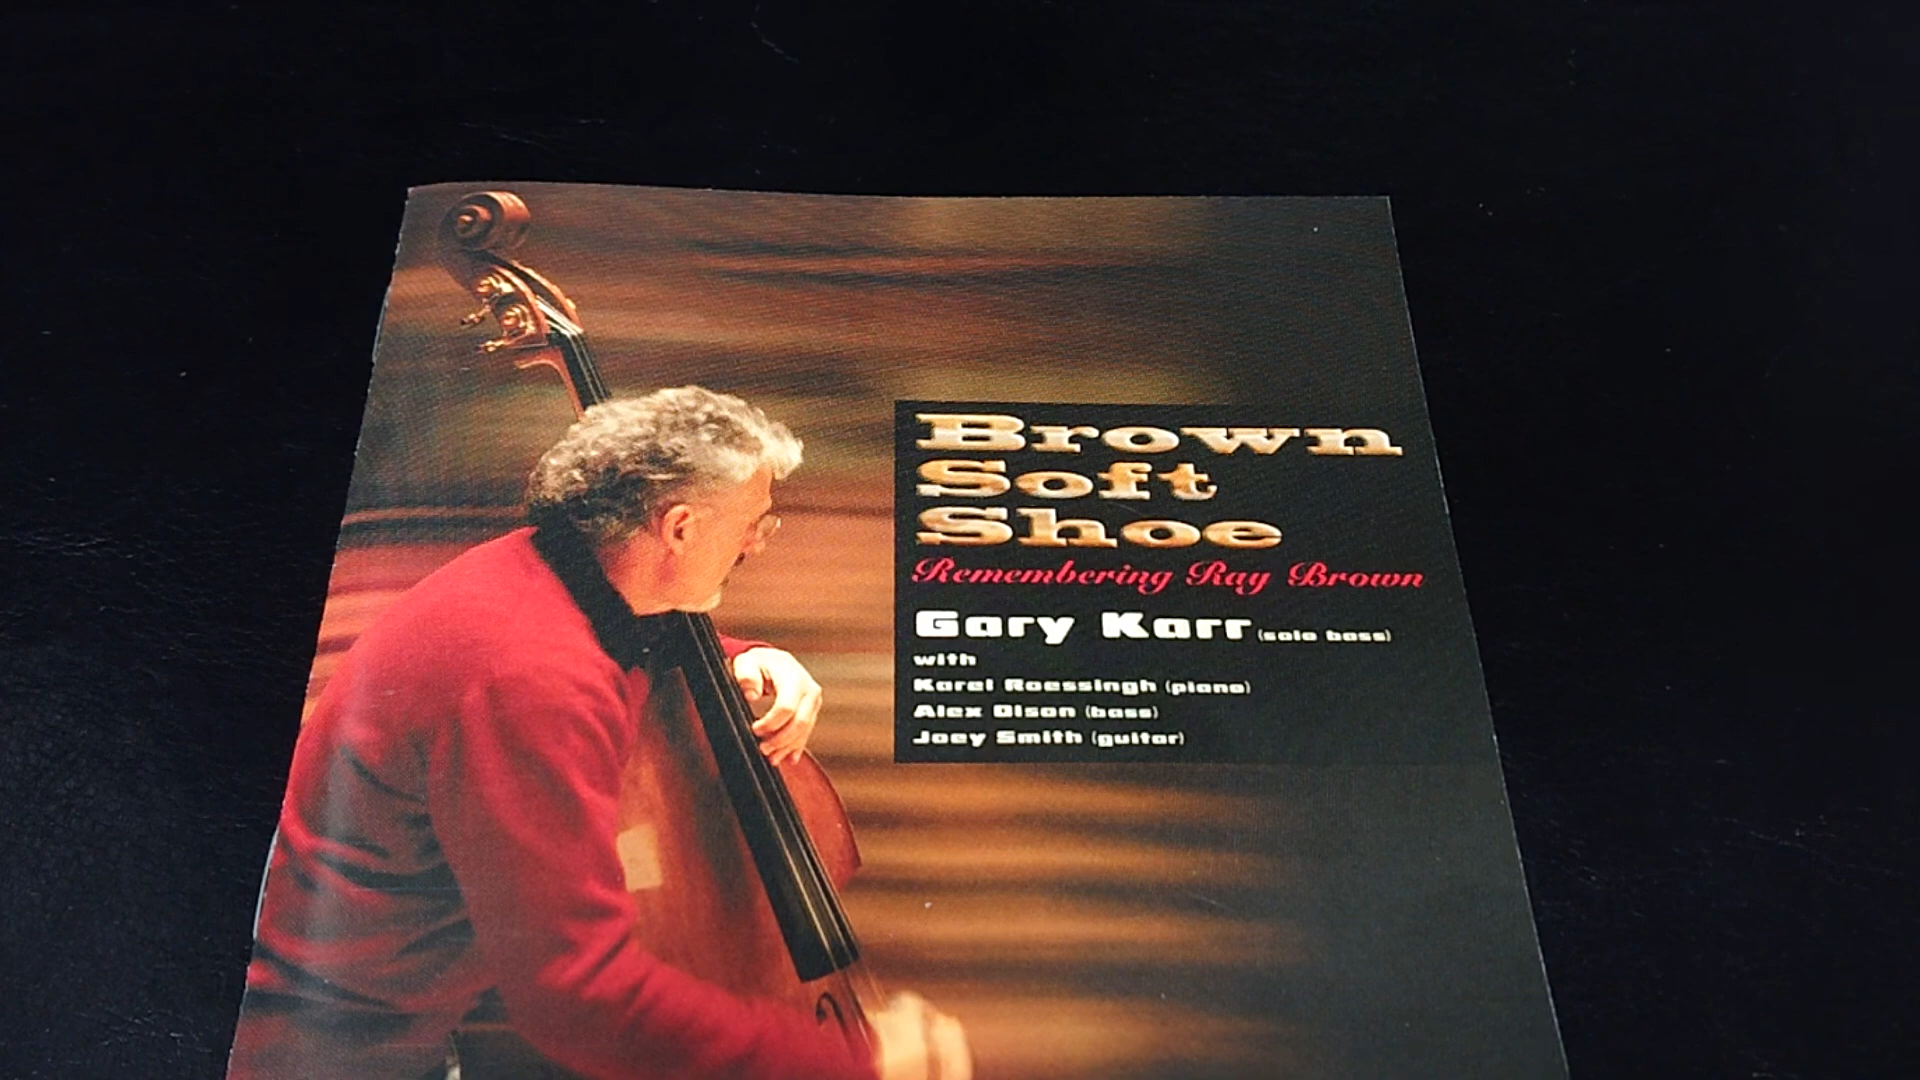 Brown
Soft
Shoe
Remembering Ray Brown
Gary Karr (solo bass)
with
Karel Roessingh (piano)
Alex Olson (bass)
Joey Smith (guitar)